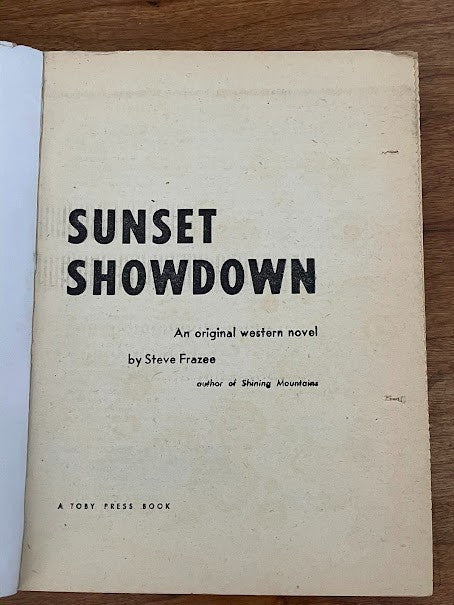 SUNSET
SHOWDOWN
An original western novel
by Steve Frazee
author of Shining Mountains
A TOBY PRESS BOOK